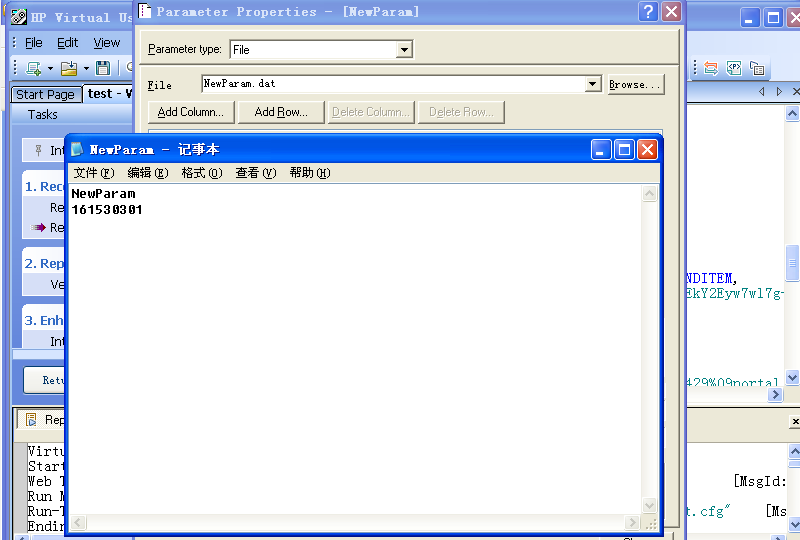 HP Virtual Us
Parameter Properties - [NewParam]
File Edit View
Parameter type: File
File NewParam.dat Browse...
Add Column... Add Row... Delete Column... Delete Row...
Start Page test - V
Tasks
Int
1. Reco
Re
Re
2. Rep
Ve
3. Enh
Int
Retu
NewParam - 记事本
文件(F) 编辑(E) 格式(O) 查看(V) 帮助(H)
NewParam
161530301
NDITEM,
EkY2Eyw7wl7g
429%09portal
Rep
Virtu
Start
Web T [MsgId:
Run M
Run-T t.cfg" [Ms
Endin